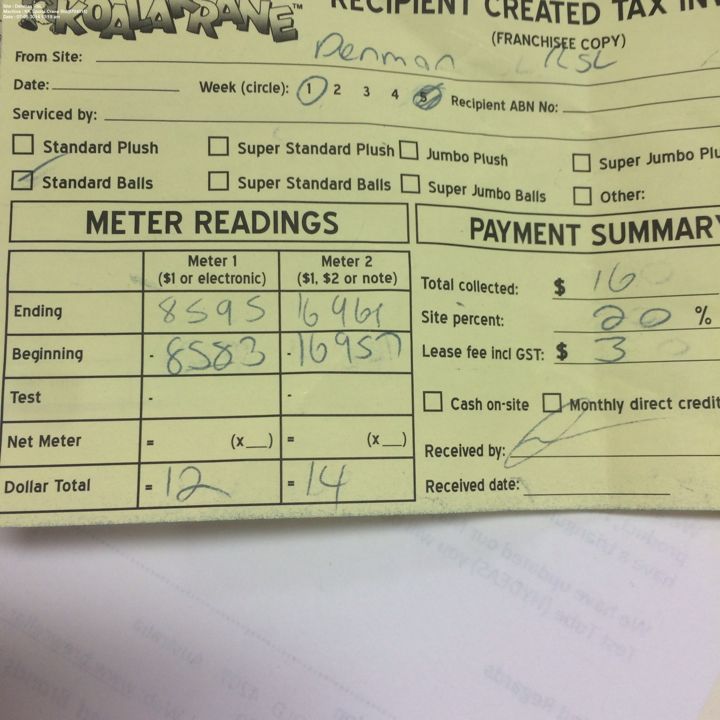 KOALA KRANE™
RECIPIENT CREATED TAX IN
(FRANCHISEE COPY)
From Site: Denman RSL
Date:
Week (circle): 1 2 3 4 5
Recipient ABN No:
Serviced by:
Standard Plush
Super Standard Plush
Jumbo Plush
Super Jumbo Plu
Standard Balls
Super Standard Balls
Super Jumbo Balls
Other:
METER READINGS
PAYMENT SUMMARY
Meter 1 ($1 or electronic)
Meter 2 ($1, $2 or note)
Total collected: $ 16
Ending 8595 16961
Site percent: 20 %
Beginning - 8583 - 16957
Lease fee incl GST: $ 3
Test - -
Cash on-site
Monthly direct credit
Net Meter = (x__) = (x__)
Received by:
Dollar Total = 12 = 14
Received date: